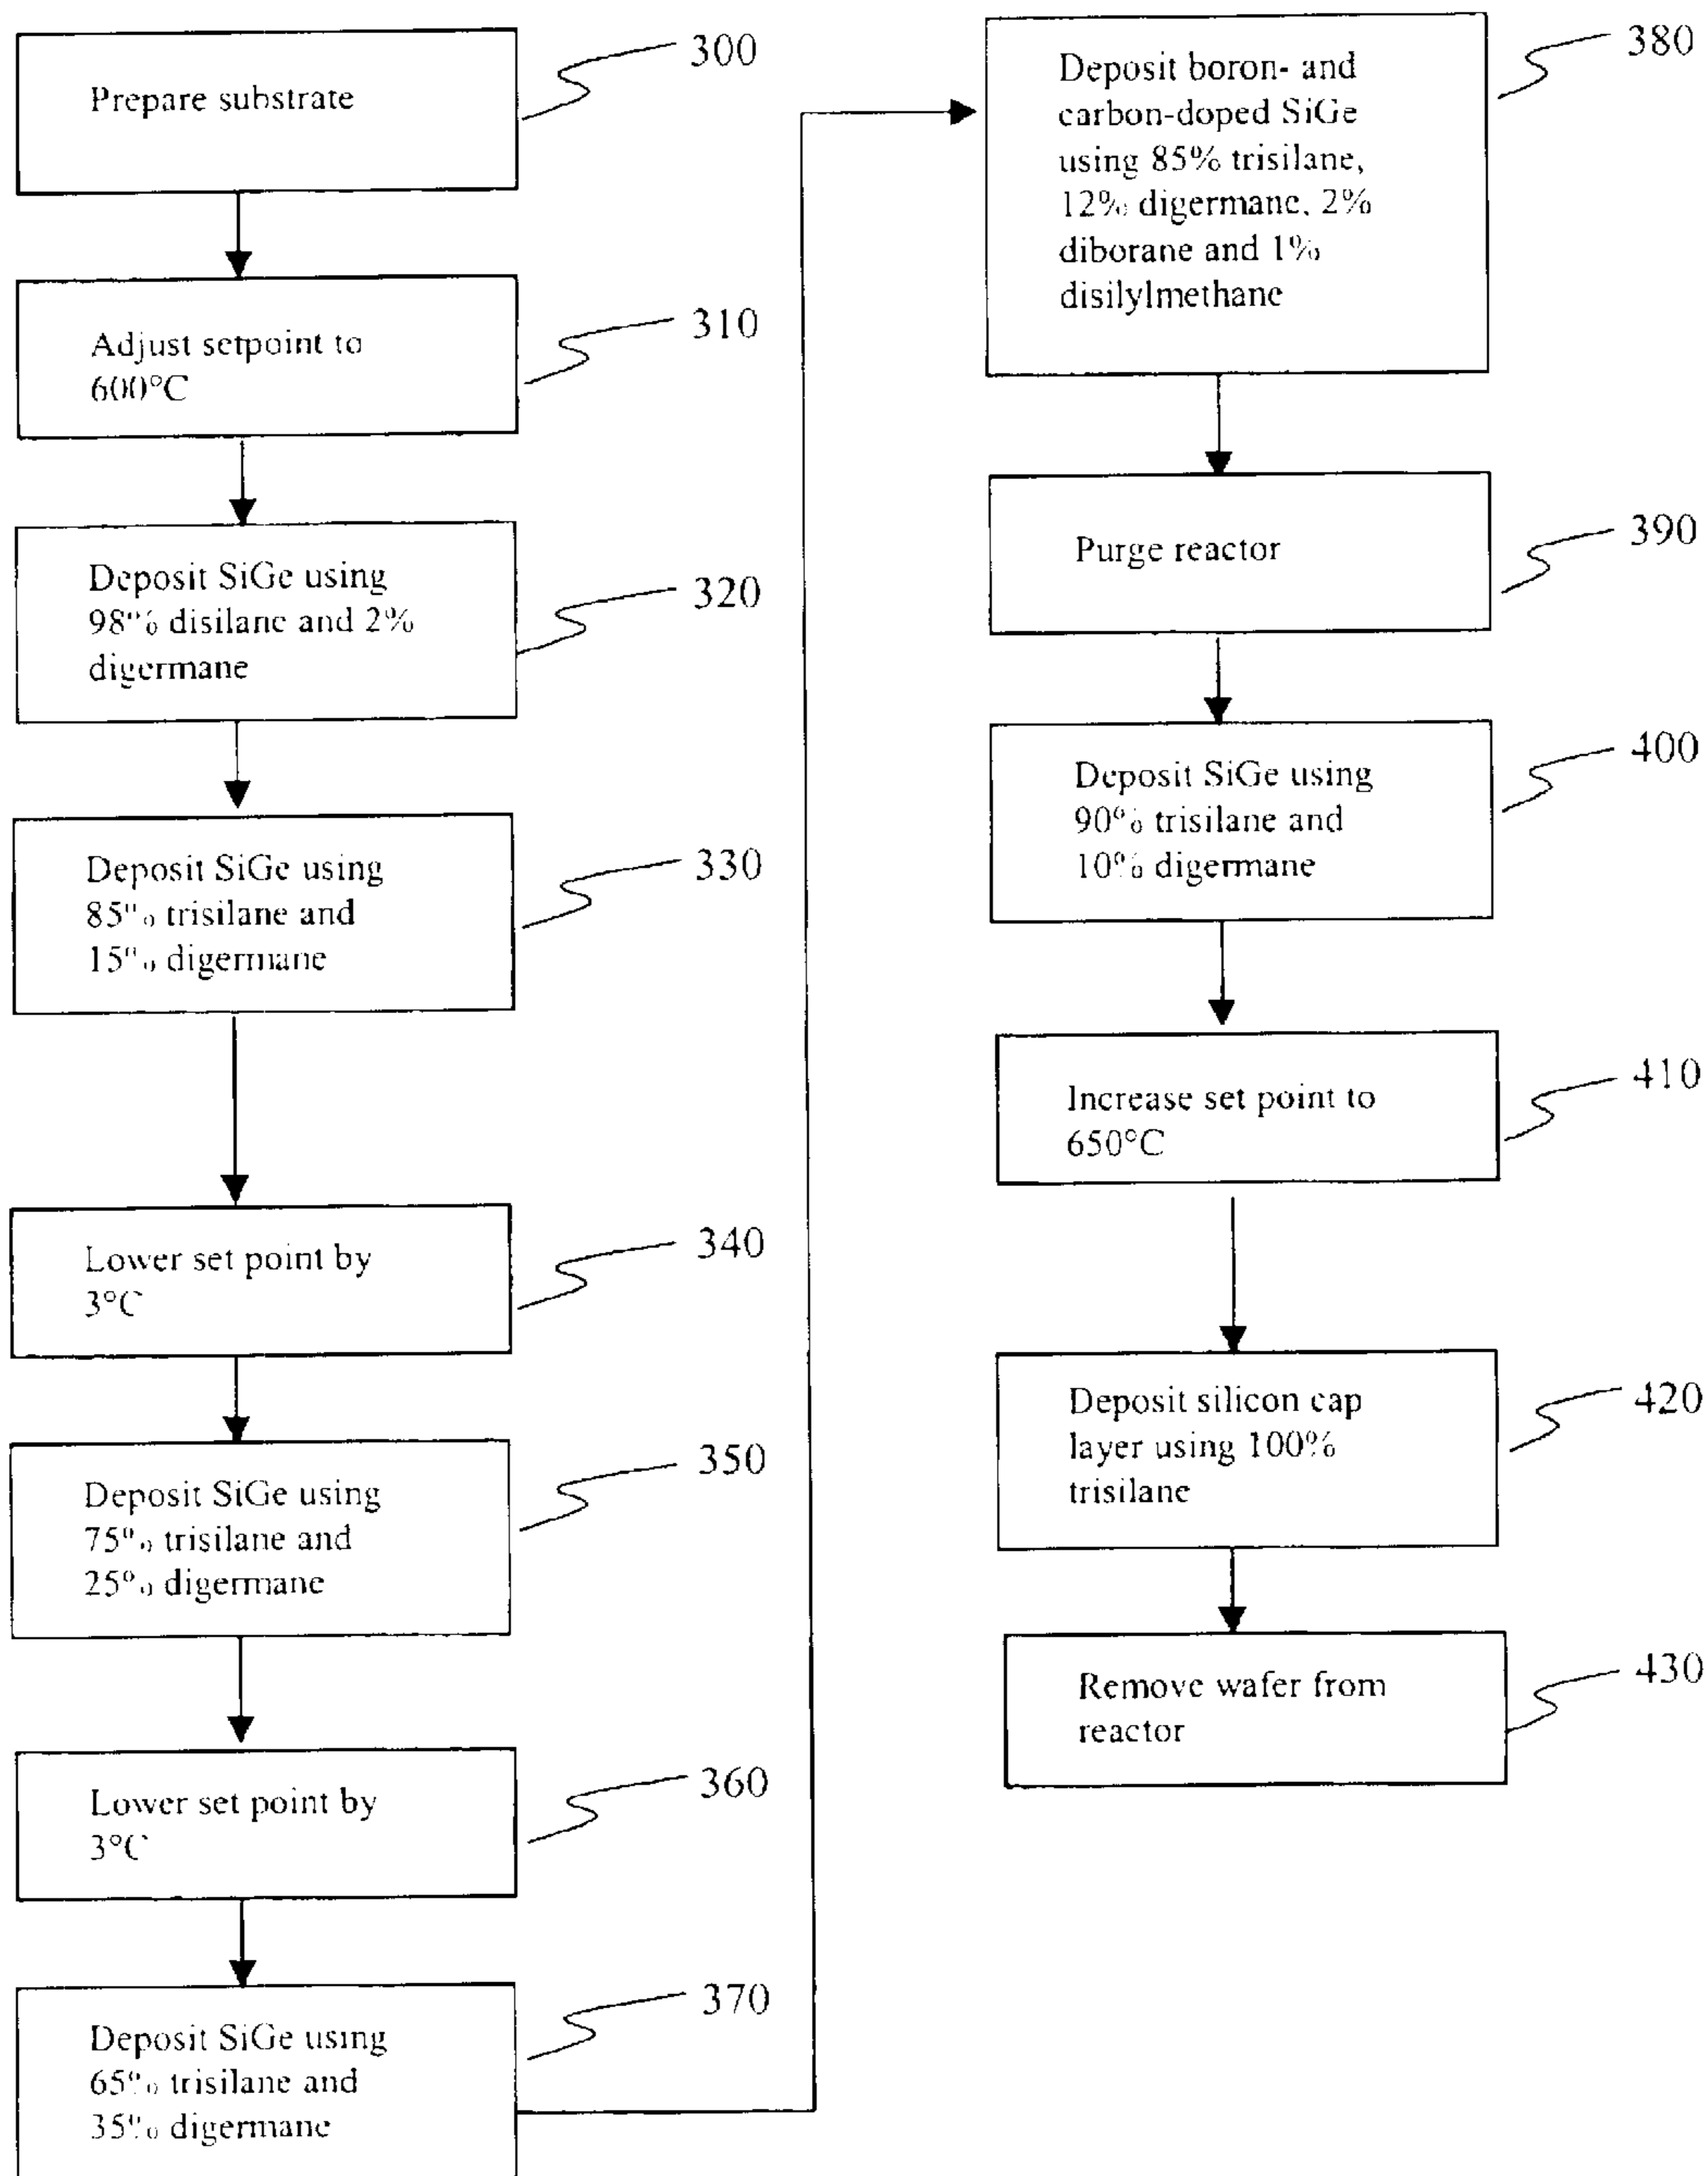 Prepare substrate
300
Adjust setpoint to
600°C
310
Deposit SiGe using
98% disilane and 2%
digermane
320
Deposit SiGe using
85% trisilane and
15% digermane
330
Lower set point by
3°C
340
Deposit SiGe using
75% trisilane and
25% digermane
350
Lower set point by
3°C
360
Deposit SiGe using
65% trisilane and
35% digermane
370
Deposit boron- and
carbon-doped SiGe
using 85% trisilane,
12% digermane, 2%
diborane and 1%
disilylmethane
380
Purge reactor
390
Deposit SiGe using
90% trisilane and
10% digermane
400
Increase set point to
650°C
410
Deposit silicon cap
layer using 100%
trisilane
420
Remove wafer from
reactor
430